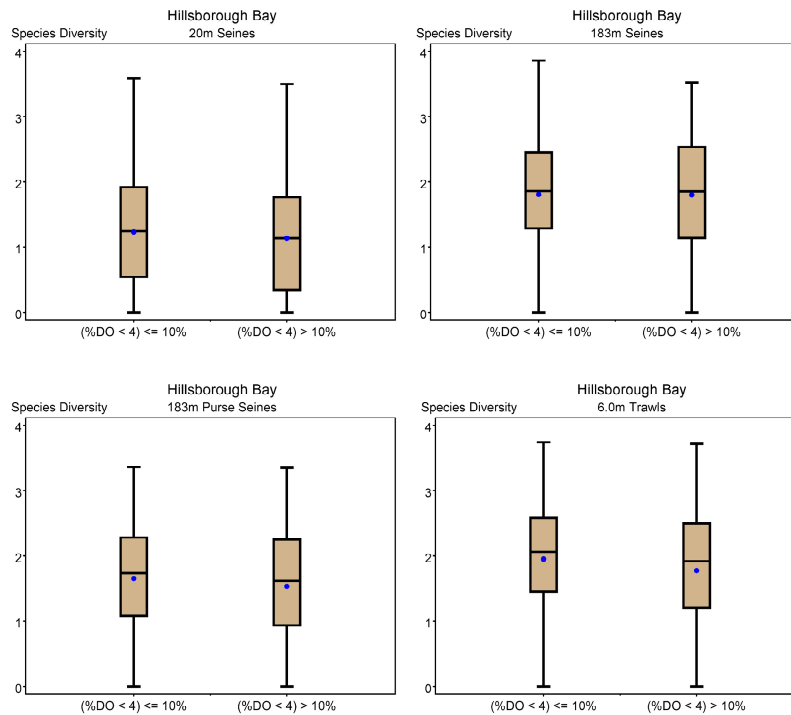 Hillsborough Bay
Species Diversity 20m Seines
4
3
2
1
0
(%DO < 4) <= 10% (%DO < 4) > 10%
Hillsborough Bay
Species Diversity 183m Seines
4
3
2
1
0
(%DO < 4) <= 10% (%DO < 4) > 10%
Hillsborough Bay
Species Diversity 183m Purse Seines
4
3
2
1
0
(%DO < 4) <= 10% (%DO < 4) > 10%
Hillsborough Bay
Species Diversity 6.0m Trawls
4
3
2
1
0
(%DO < 4) <= 10% (%DO < 4) > 10%